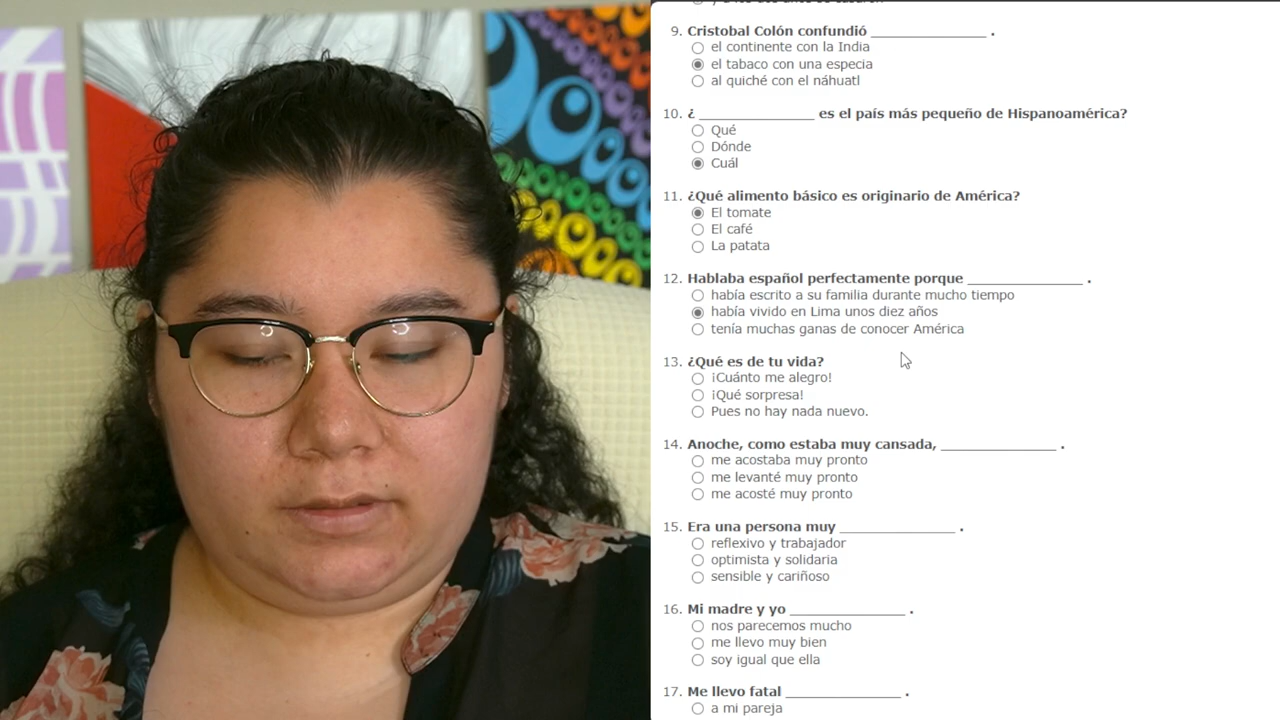 9. Cristobal Colón confundió ________________ .
el continente con la India
el tabaco con una especia
al quiché con el náhuatl
10. ¿ ________________ es el país más pequeño de Hispanoamérica?
Qué
Dónde
Cuál
11. ¿Qué alimento básico es originario de América?
El tomate
El café
La patata
12. Hablaba español perfectamente porque ________________ .
había escrito a su familia durante mucho tiempo
había vivido en Lima unos diez años
tenía muchas ganas de conocer América
13. ¿Qué es de tu vida?
¡Cuánto me alegro!
¡Qué sorpresa!
Pues no hay nada nuevo.
14. Anoche, como estaba muy cansada, ________________ .
me acostaba muy pronto
me levanté muy pronto
me acosté muy pronto
15. Era una persona muy ________________ .
reflexivo y trabajador
optimista y solidaria
sensible y cariñoso
16. Mi madre y yo ________________ .
nos parecemos mucho
me llevo muy bien
soy igual que ella
17. Me llevo fatal ________________ .
a mi pareja